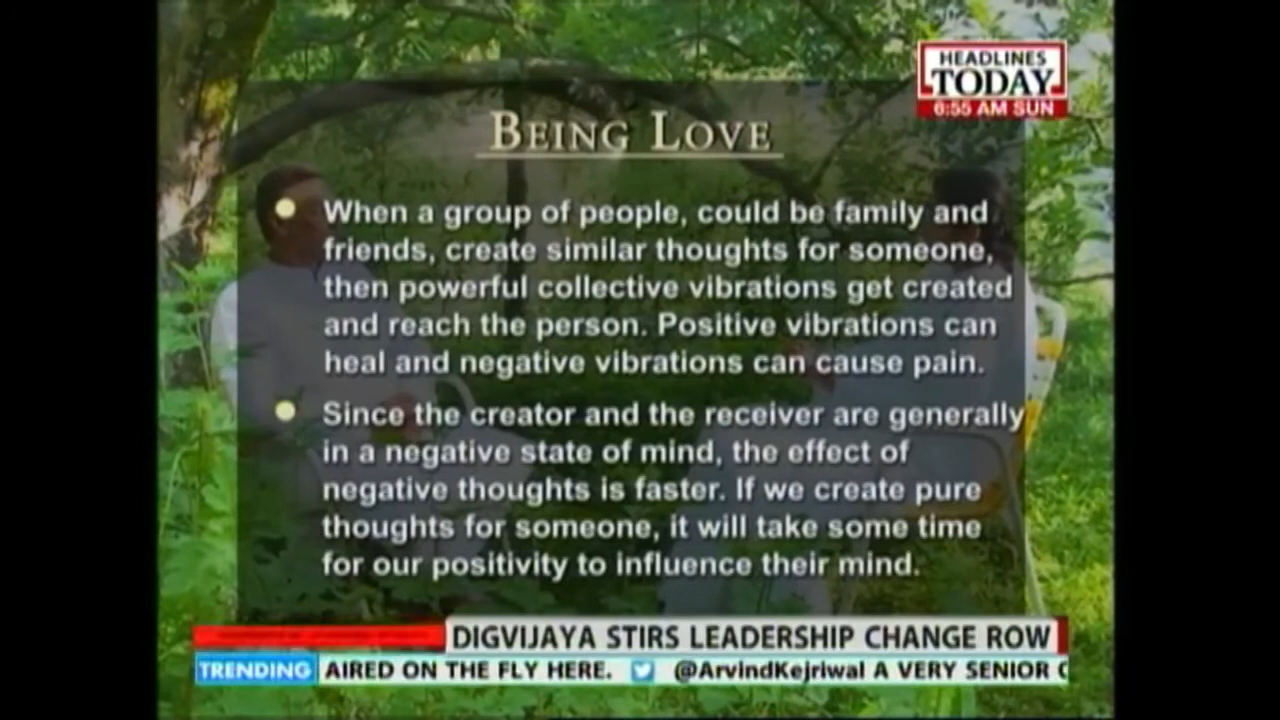 HEADLINES
TODAY
6:55 AM SUN
BEING LOVE
When a group of people, could be family and
friends, create similar thoughts for someone,
then powerful collective vibrations get created
and reach the person. Positive vibrations can
heal and negative vibrations can cause pain.
Since the creator and the receiver are generally
in a negative state of mind, the effect of
negative thoughts is faster. If we create pure
thoughts for someone, it will take some time
for our positivity to influence their mind.
DIGVIJAYA STIRS LEADERSHIP CHANGE ROW
TRENDING AIRED ON THE FLY HERE. @ArvindKejriwal A VERY SENIOR